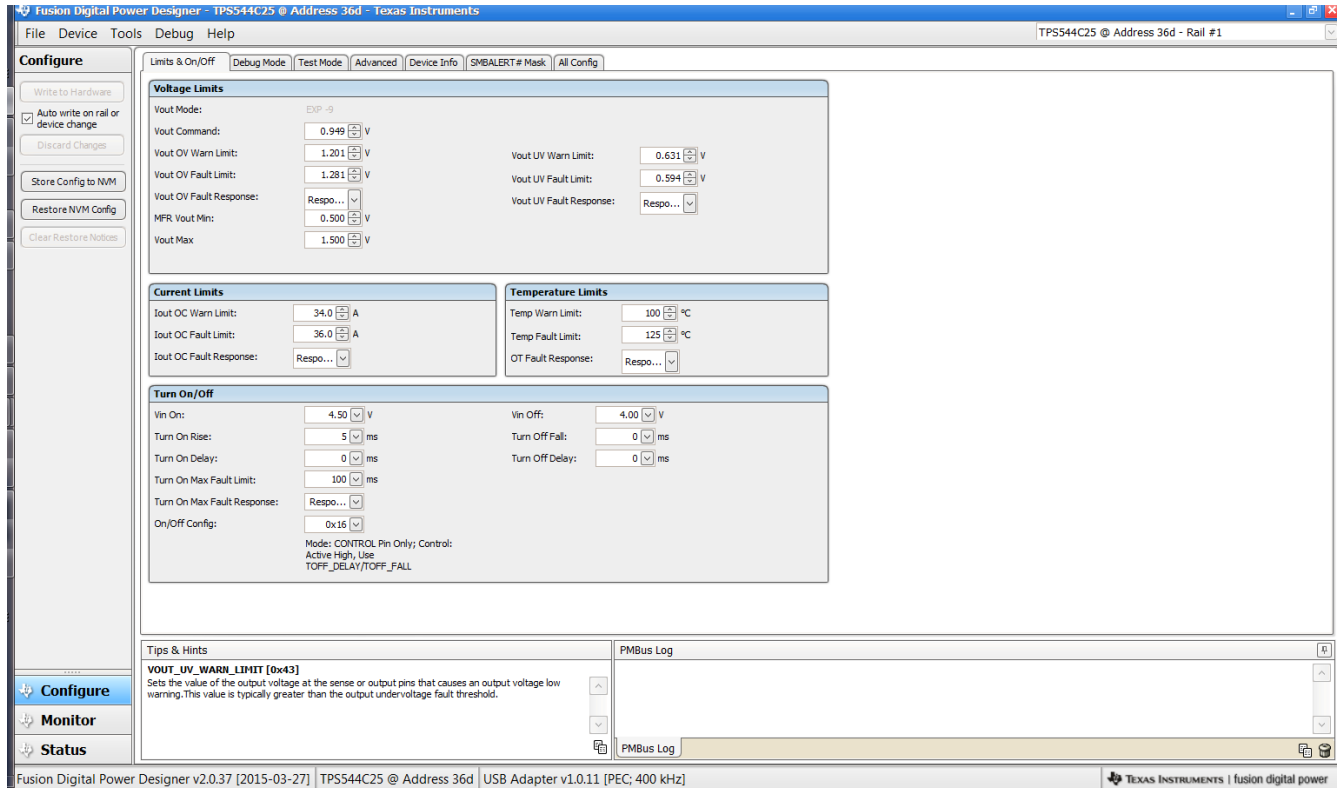 Fusion Digital Power Designer - TPS544C25 @ Address 36d - Texas Instruments
File Device Tools Debug Help
TPS544C25 @ Address 36d - Rail #1
Configure
Write to Hardware
Auto write on rail or
device change
Discard Changes
Store Config to NVM
Restore NVM Config
Clear Restore Notices
Limits & On/Off Debug Mode Test Mode Advanced Device Info SMBALERT# Mask All Config
Voltage Limits
Vout Mode: EXP -9
Vout Command: 0.949 V
Vout OV Warn Limit: 1.201 V
Vout UV Warn Limit: 0.631 V
Vout OV Fault Limit: 1.281 V
Vout UV Fault Limit: 0.594 V
Vout OV Fault Response: Respo...
Vout UV Fault Response: Respo...
MFR Vout Min: 0.500 V
Vout Max 1.500 V
Current Limits
Iout OC Warn Limit: 34.0 A
Iout OC Fault Limit: 36.0 A
Iout OC Fault Response: Respo...
Temperature Limits
Temp Warn Limit: 100 ºC
Temp Fault Limit: 125 ºC
OT Fault Response: Respo...
Turn On/Off
Vin On: 4.50 V
Vin Off: 4.00 V
Turn On Rise: 5 ms
Turn Off Fall: 0 ms
Turn On Delay: 0 ms
Turn Off Delay: 0 ms
Turn On Max Fault Limit: 100 ms
Turn On Max Fault Response: Respo...
On/Off Config: 0x16
Mode: CONTROL Pin Only; Control:
Active High, Use
TOFF_DELAY/TOFF_FALL
Tips & Hints
VOUT_UV_WARN_LIMIT [0x43]
Sets the value of the output voltage at the sense or output pins that causes an output voltage low
warning.This value is typically greater than the output undervoltage fault threshold.
PMBus Log
PMBus Log
Configure
Monitor
Status
Fusion Digital Power Designer v2.0.37 [2015-03-27] TPS544C25 @ Address 36d USB Adapter v1.0.11 [PEC; 400 kHz]
TEXAS INSTRUMENTS | fusion digital power